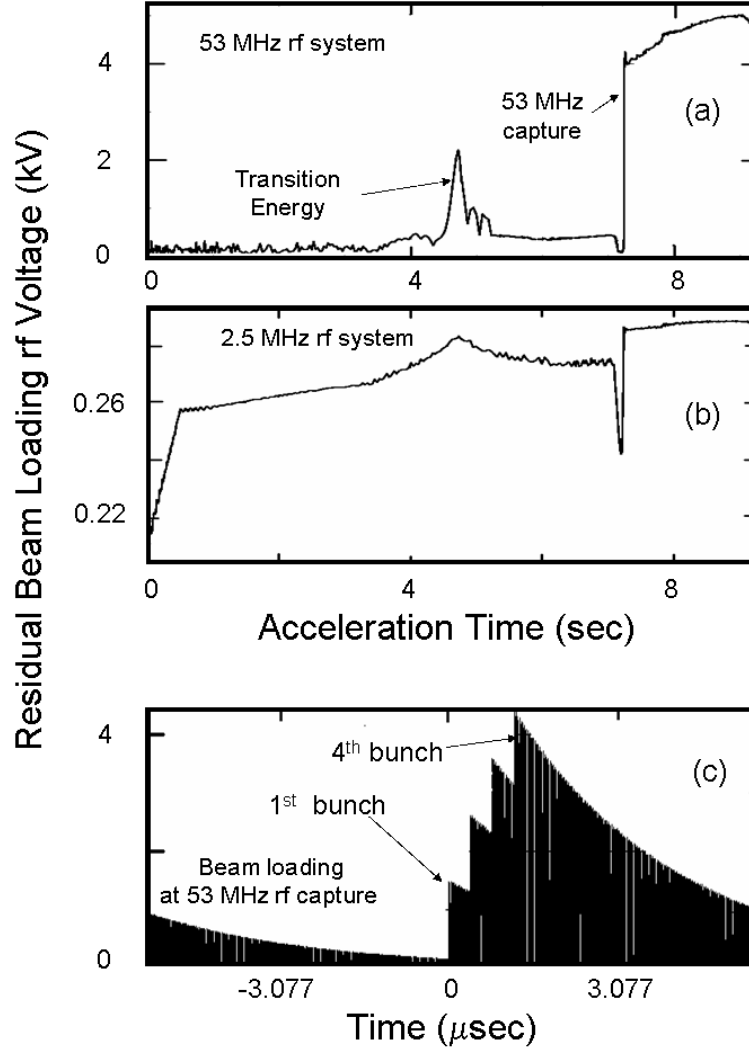 Residual Beam Loading rf Voltage (kV)
53 MHz rf system
53 MHz
capture
(a)
Transition
Energy
4
2
0
0
4
8
2.5 MHz rf system
(b)
0.26
0.22
0
4
8
Acceleration Time (sec)
4th bunch
1st bunch
(c)
Beam loading
at 53 MHz rf capture
4
2
0
-3.077
0
3.077
Time (μsec)